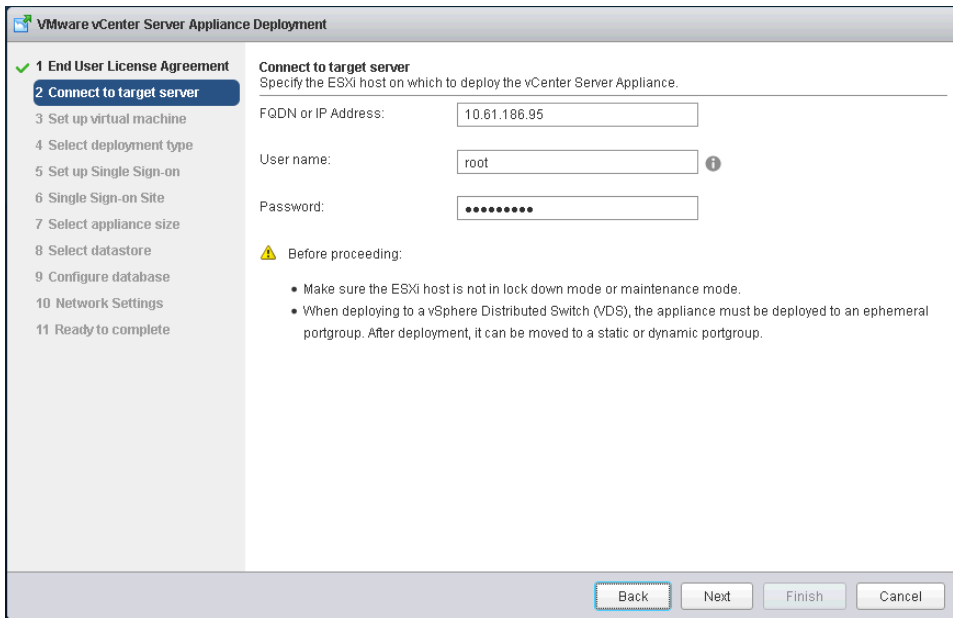 VMware vCenter Server Appliance Deployment
1 End User License Agreement
2 Connect to target server
3 Set up virtual machine
4 Select deployment type
5 Set up Single Sign-on
6 Single Sign-on Site
7 Select appliance size
8 Select datastore
9 Configure database
10 Network Settings
11 Ready to complete
Connect to target server
Specify the ESXi host on which to deploy the vCenter Server Appliance.
FQDN or IP Address: 10.61.186.95
User name: root
Password: •••••••••
Before proceeding:
• Make sure the ESXi host is not in lock down mode or maintenance mode.
• When deploying to a vSphere Distributed Switch (VDS), the appliance must be deployed to an ephemeral
portgroup. After deployment, it can be moved to a static or dynamic portgroup.
Back Next Finish Cancel